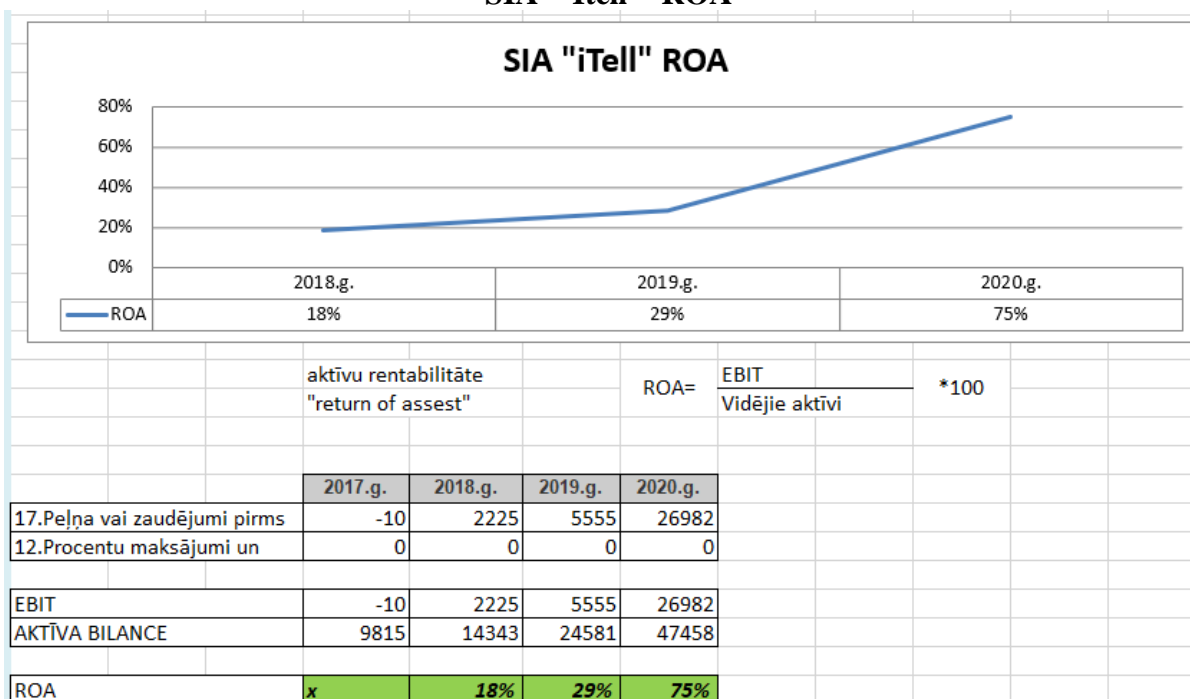 SIA "iTell" ROA
80%
60%
40%
20%
0%
2018.g. 2019.g. 2020.g.
ROA 18% 29% 75%
aktīvu rentabilitāte
"return of assest"
ROA= EBIT *100
Vidējie aktīvi
2017.g. 2018.g. 2019.g. 2020.g.
17.Peļņa vai zaudējumi pirms -10 2225 5555 26982
12.Procentu maksājumi un 0 0 0 0
EBIT -10 2225 5555 26982
AKTĪVA BILANCE 9815 14343 24581 47458
ROA x 18% 29% 75%